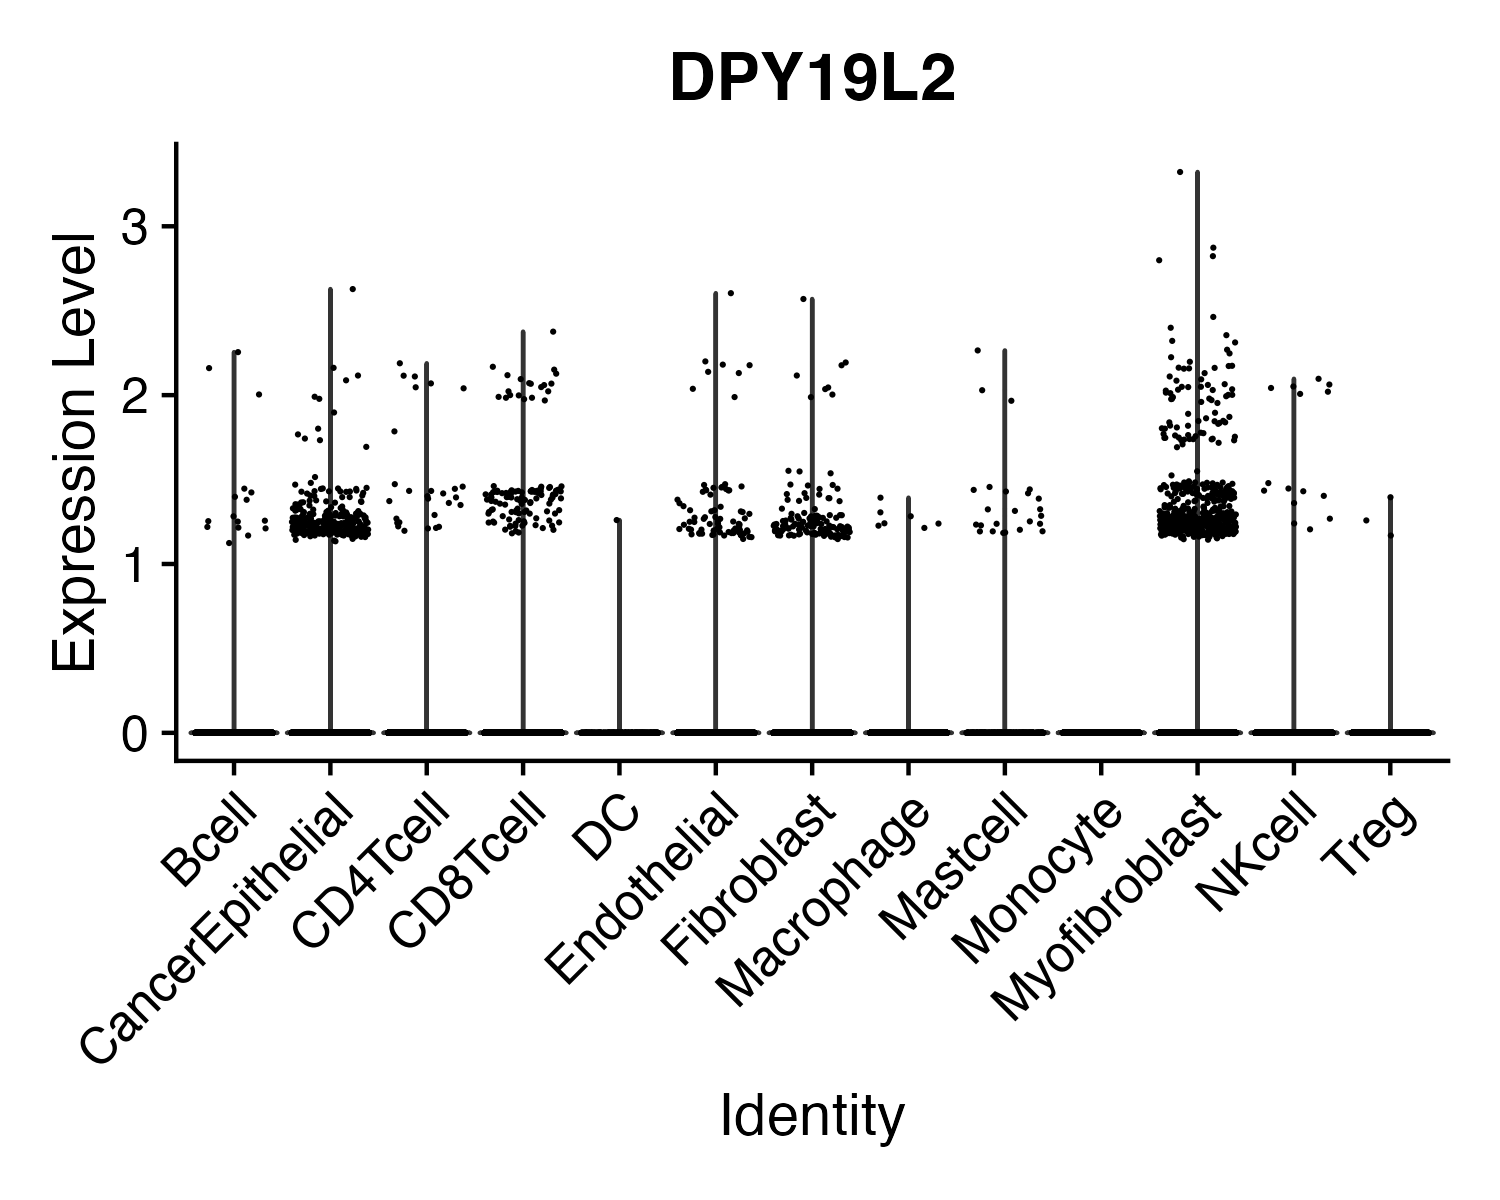 DPY19L2
Expression Level
3
2
1
0
Bcell
CancerEpithelial
CD4Tcell
CD8Tcell
DC
Endothelial
Fibroblast
Macrophage
Mastcell
Monocyte
Myofibroblast
NKcell
Treg
Identity